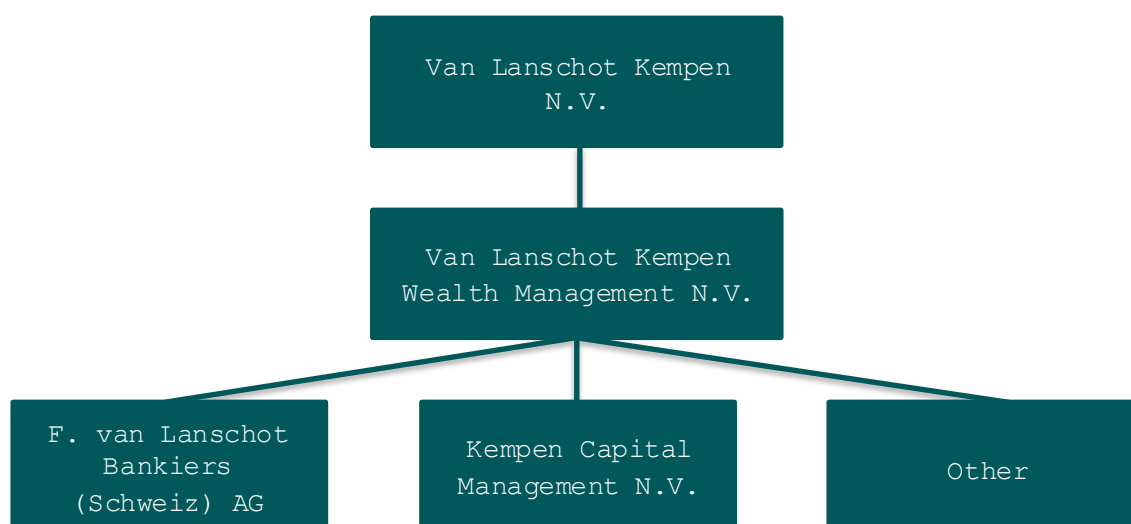 Van Lanschot Kempen
N.V.
Van Lanschot Kempen
Wealth Management N.V.
F. van Lanschot
Bankiers
(Schweiz) AG
Kempen Capital
Management N.V.
Other